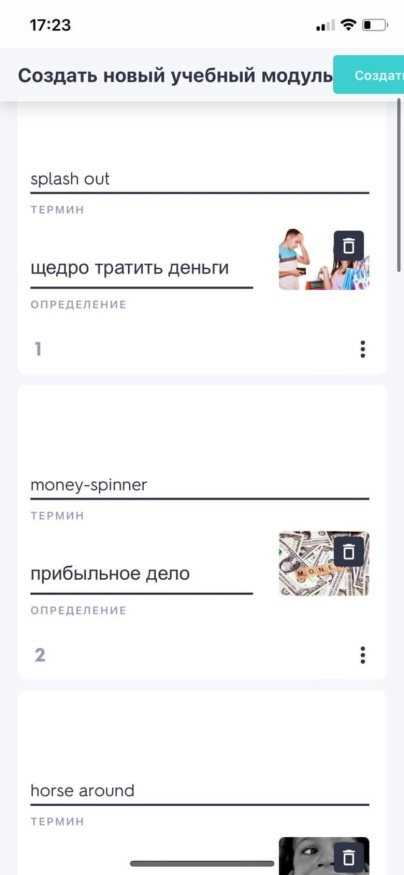 17:23
Создать новый учебный модуль
splash out
ТЕРМИН
щедро тратить деньги
ОПРЕДЕЛЕНИЕ
1
money-spinner
ТЕРМИН
MONEY
прибыльное дело
ОПРЕДЕЛЕНИЕ
2
horse around
ТЕРМИН